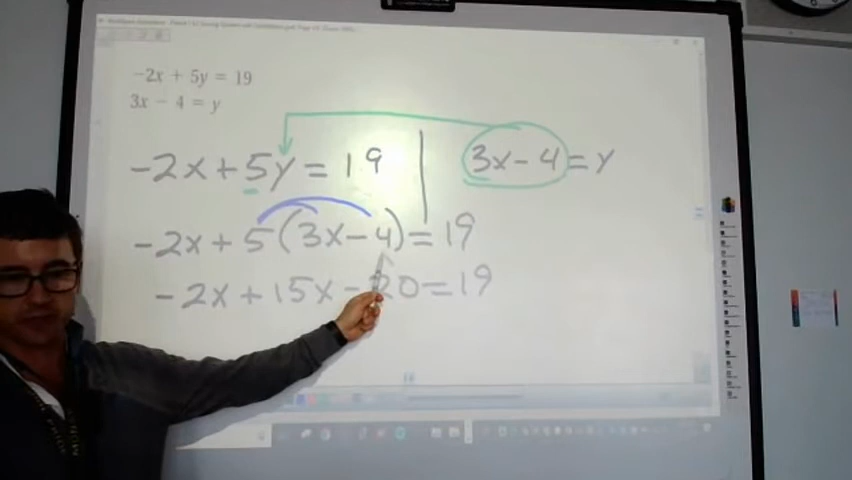 -2x + 5y = 19
3x - 4 = y
-2x + 5y = 19 | 3x - 4 = y
-2x + 5(3x - 4) = 19
-2x + 15x - 20 = 19